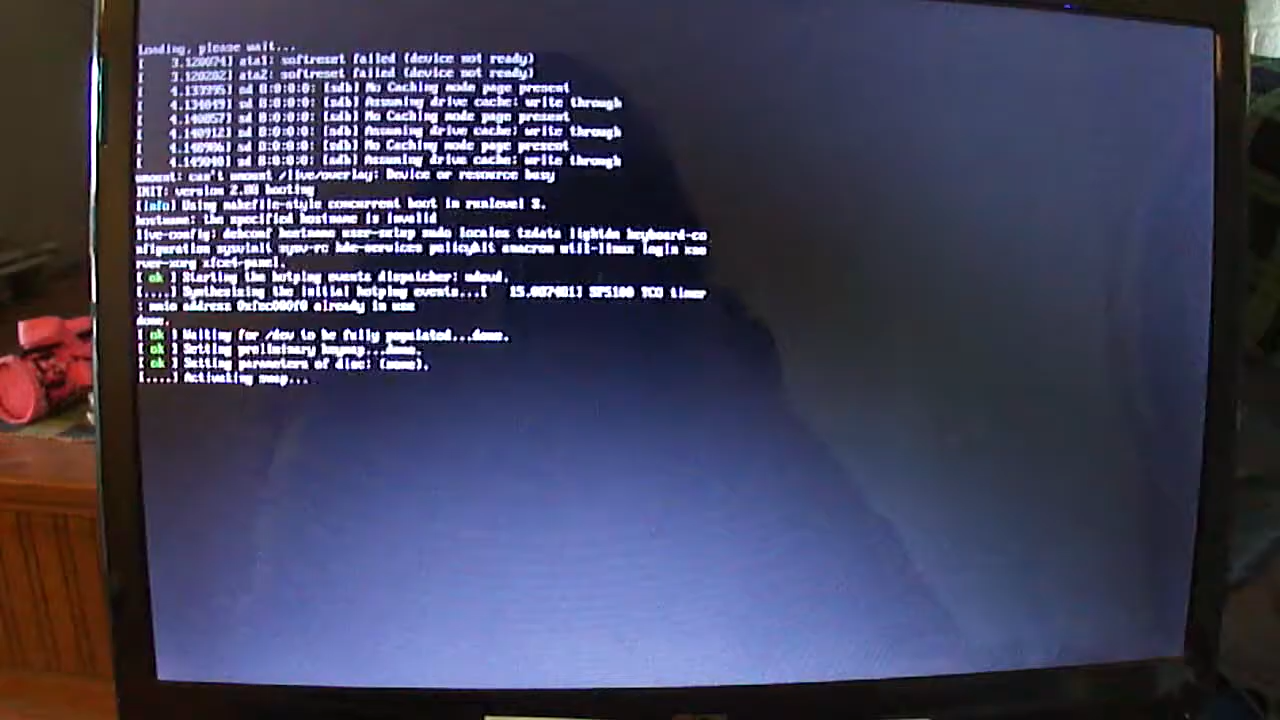 Loading, please wait...
[    3.120074] ata1: softreset failed (device not ready)
[    3.120202] ata2: softreset failed (device not ready)
[    4.133995] sd 8:0:0:0: [sdb] No Caching mode page present
[    4.134049] sd 8:0:0:0: [sdb] Assuming drive cache: write through
[    4.140857] sd 8:0:0:0: [sdb] No Caching mode page present
[    4.140912] sd 8:0:0:0: [sdb] Assuming drive cache: write through
[    4.148986] sd 8:0:0:0: [sdb] No Caching mode page present
[    4.149040] sd 8:0:0:0: [sdb] Assuming drive cache: write through
umount: can't umount /live/overlay: Device or resource busy
INIT: version 2.88 booting
[info] Using makefile-style concurrent boot in runlevel S.
hostname: the specified hostname is invalid
live-config: debconf hostname user-setup sudo locales tzdata lightdm keyboard-co
nfiguration sysvinit sysv-rc kde-services policykit anacron util-linux login xse
rver-xorg xfce4-panel.
[ ok ] Starting the hotplug events dispatcher: udevd.
[....] Synthesizing the initial hotplug events...[   15.087481] SP5100 TCO timer
: mmio address 0xfec000f0 already in use
done.
[ ok ] Waiting for /dev to be fully populated...done.
[ ok ] Setting preliminary keymap...done.
[ ok ] Setting parameters of disc: (none).
[....] Activating swap...